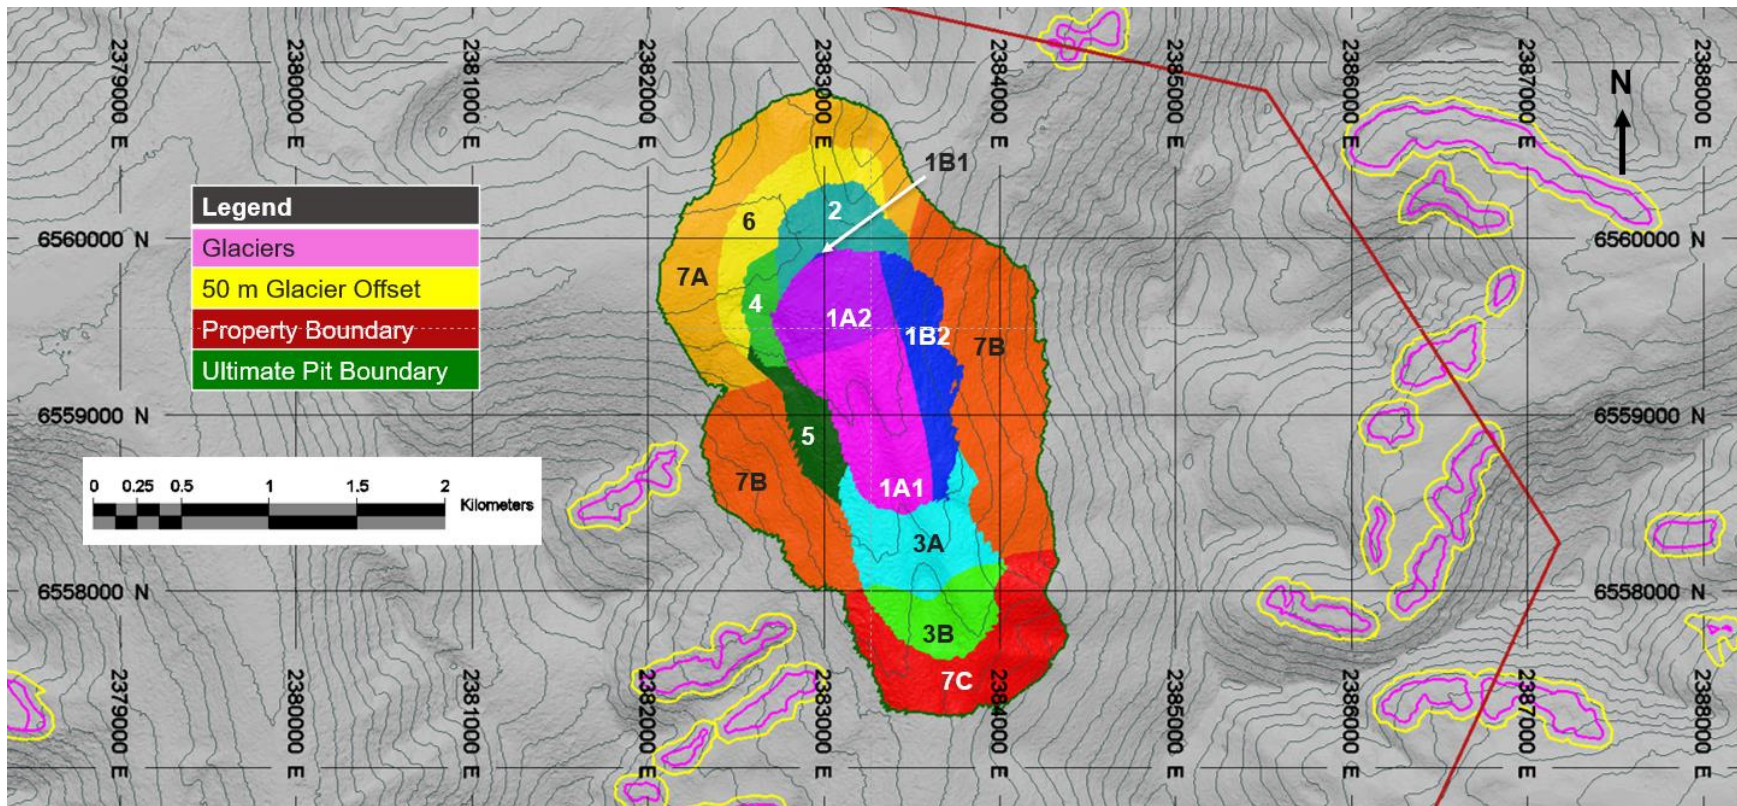 2379000 E
2380000 E
2381000 E
2382000 E
2383000 E
2384000 E
2385000 E
2386000 E
2387000 E
2388000 E
N
1B1
Legend
Glaciers
50 m Glacier Offset
Property Boundary
Ultimate Pit Boundary
6560000 N
6560000 N
2
6
7A
4
1A2
1B2
7B
6559000 N
6559000 N
5
7B
1A1
0 0.25 0.5 1 1.5 2
Kilometers
3A
6558000 N
6558000 N
3B
7C
2379000 E
2380000 E
2381000 E
2382000 E
2383000 E
2384000 E
2385000 E
2386000 E
2387000 E
2388000 E